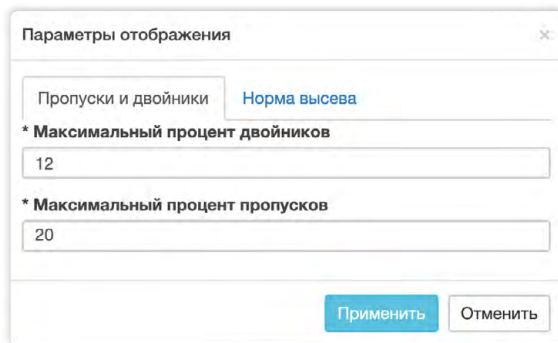 Параметры отображения ×
Пропуски и двойники Норма высева
* Максимальный процент двойников
12
* Максимальный процент пропусков
20
Применить Отменить